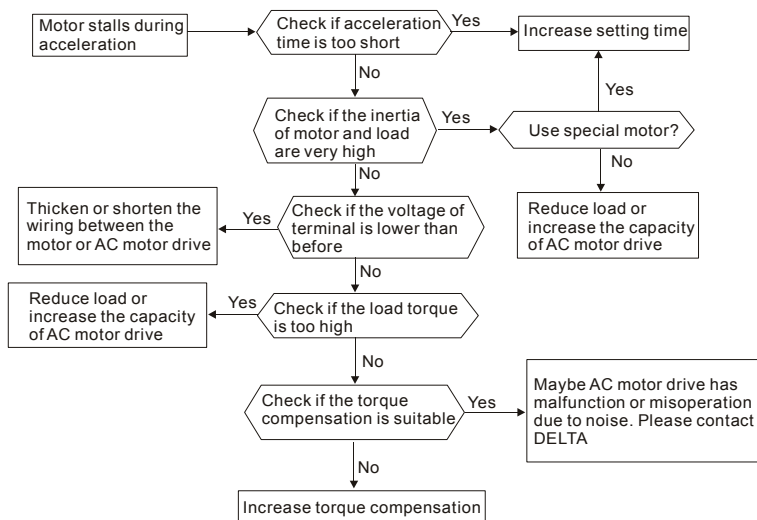 Motor stalls during
acceleration
Check if acceleration
time is too short
Yes
Increase setting time
No
Yes
Check if the inertia
of motor and load
are very high
Yes
Use special motor?
No
No
Thicken or shorten the
wiring between the
motor or AC motor drive
Yes
Check if the voltage of
terminal is lower than
before
Reduce load or
increase the capacity
of AC motor drive
No
Reduce load or
increase the capacity
of AC motor drive
Yes
Check if the load torque
is too high
No
Check if the torque
compensation is suitable
Yes
Maybe AC motor drive has
malfunction or misoperation
due to noise. Please contact
DELTA
No
Increase torque compensation